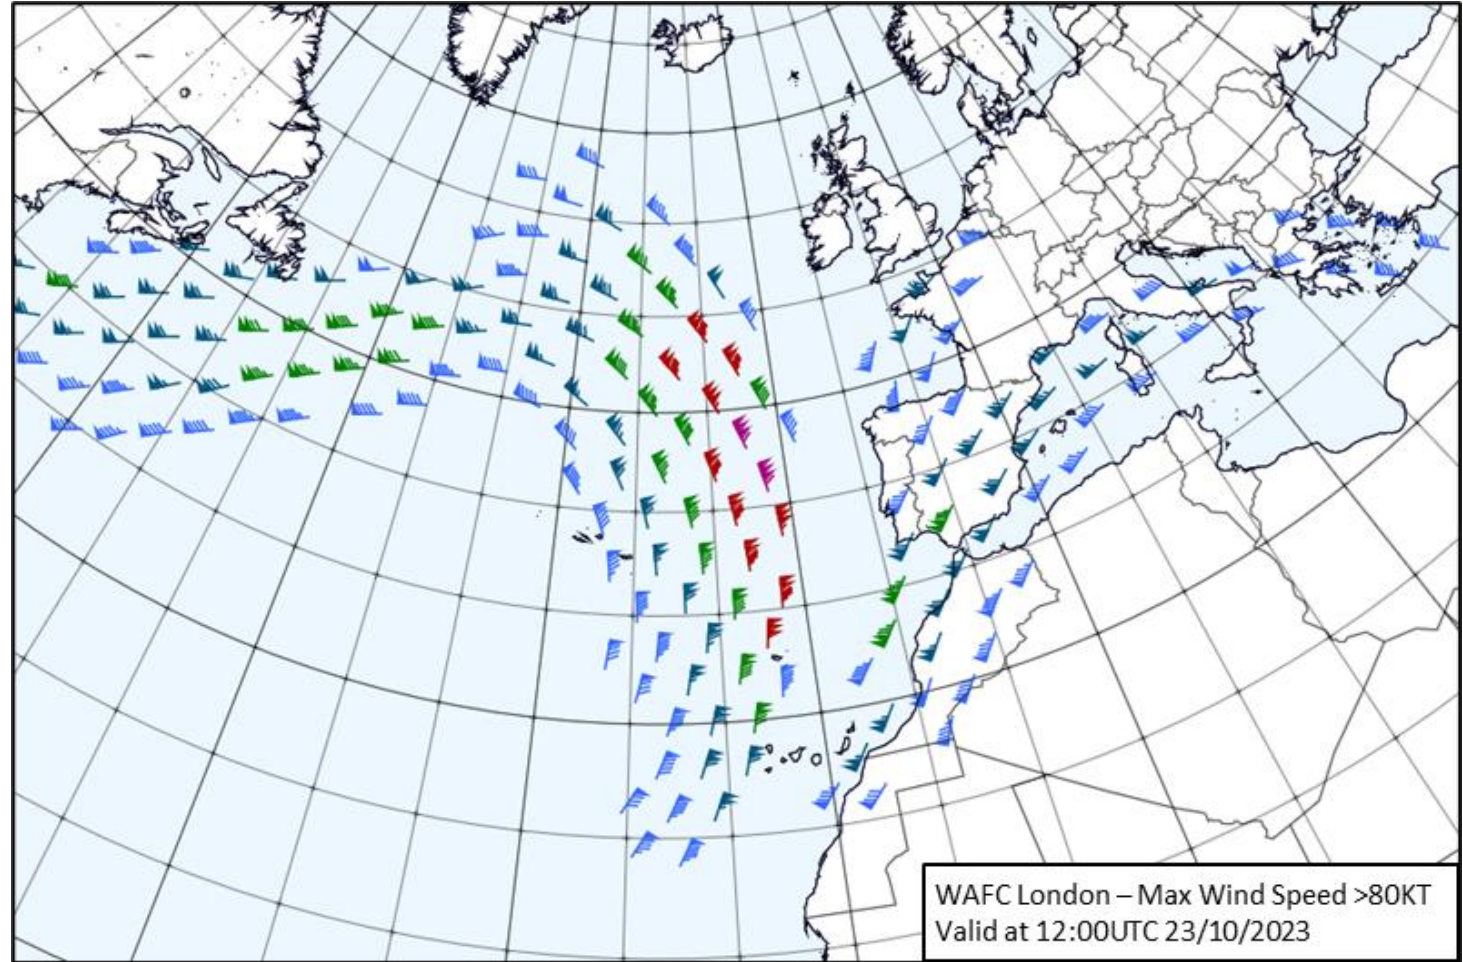 WAFC London – Max Wind Speed >80KT
Valid at 12:00UTC 23/10/2023